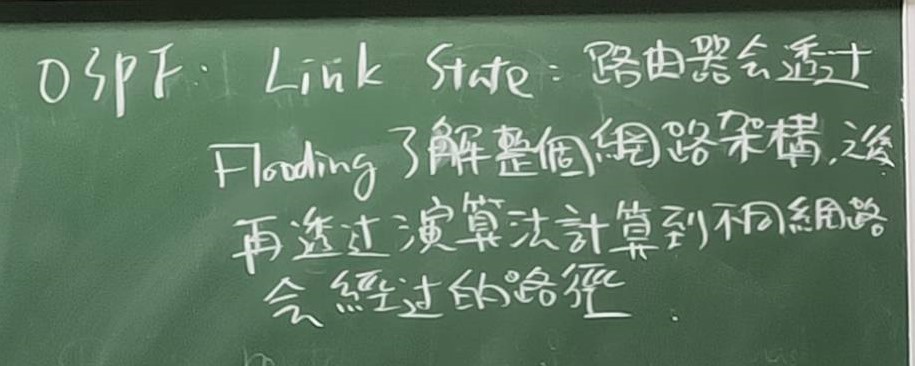 OSPF: Link State: 路由器会透过
Flooding 了解整個網路架構,之後
再透过演算法計算到不同網路
会經过的路徑.